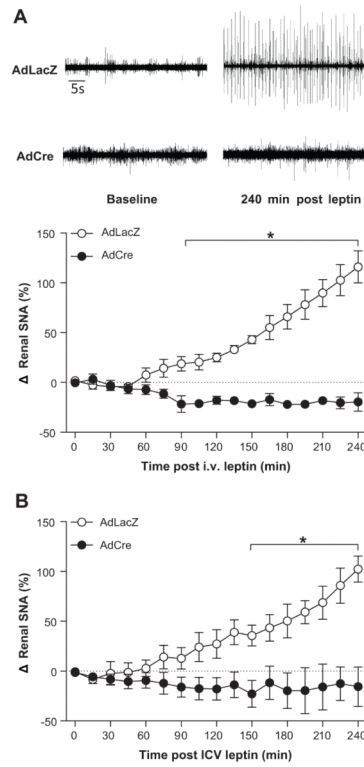 A
AdLacZ
5s
AdCre
Baseline 240 min post leptin
150
100
50
0
-50
Δ Renal SNA (%)
AdLacZ
AdCre
*
0 30 60 90 120 150 180 210 240
Time post i.v. leptin (min)
B
150
100
50
0
-50
Δ Renal SNA (%)
AdLacZ
AdCre
*
0 30 60 90 120 150 180 210 240
Time post ICV leptin (min)